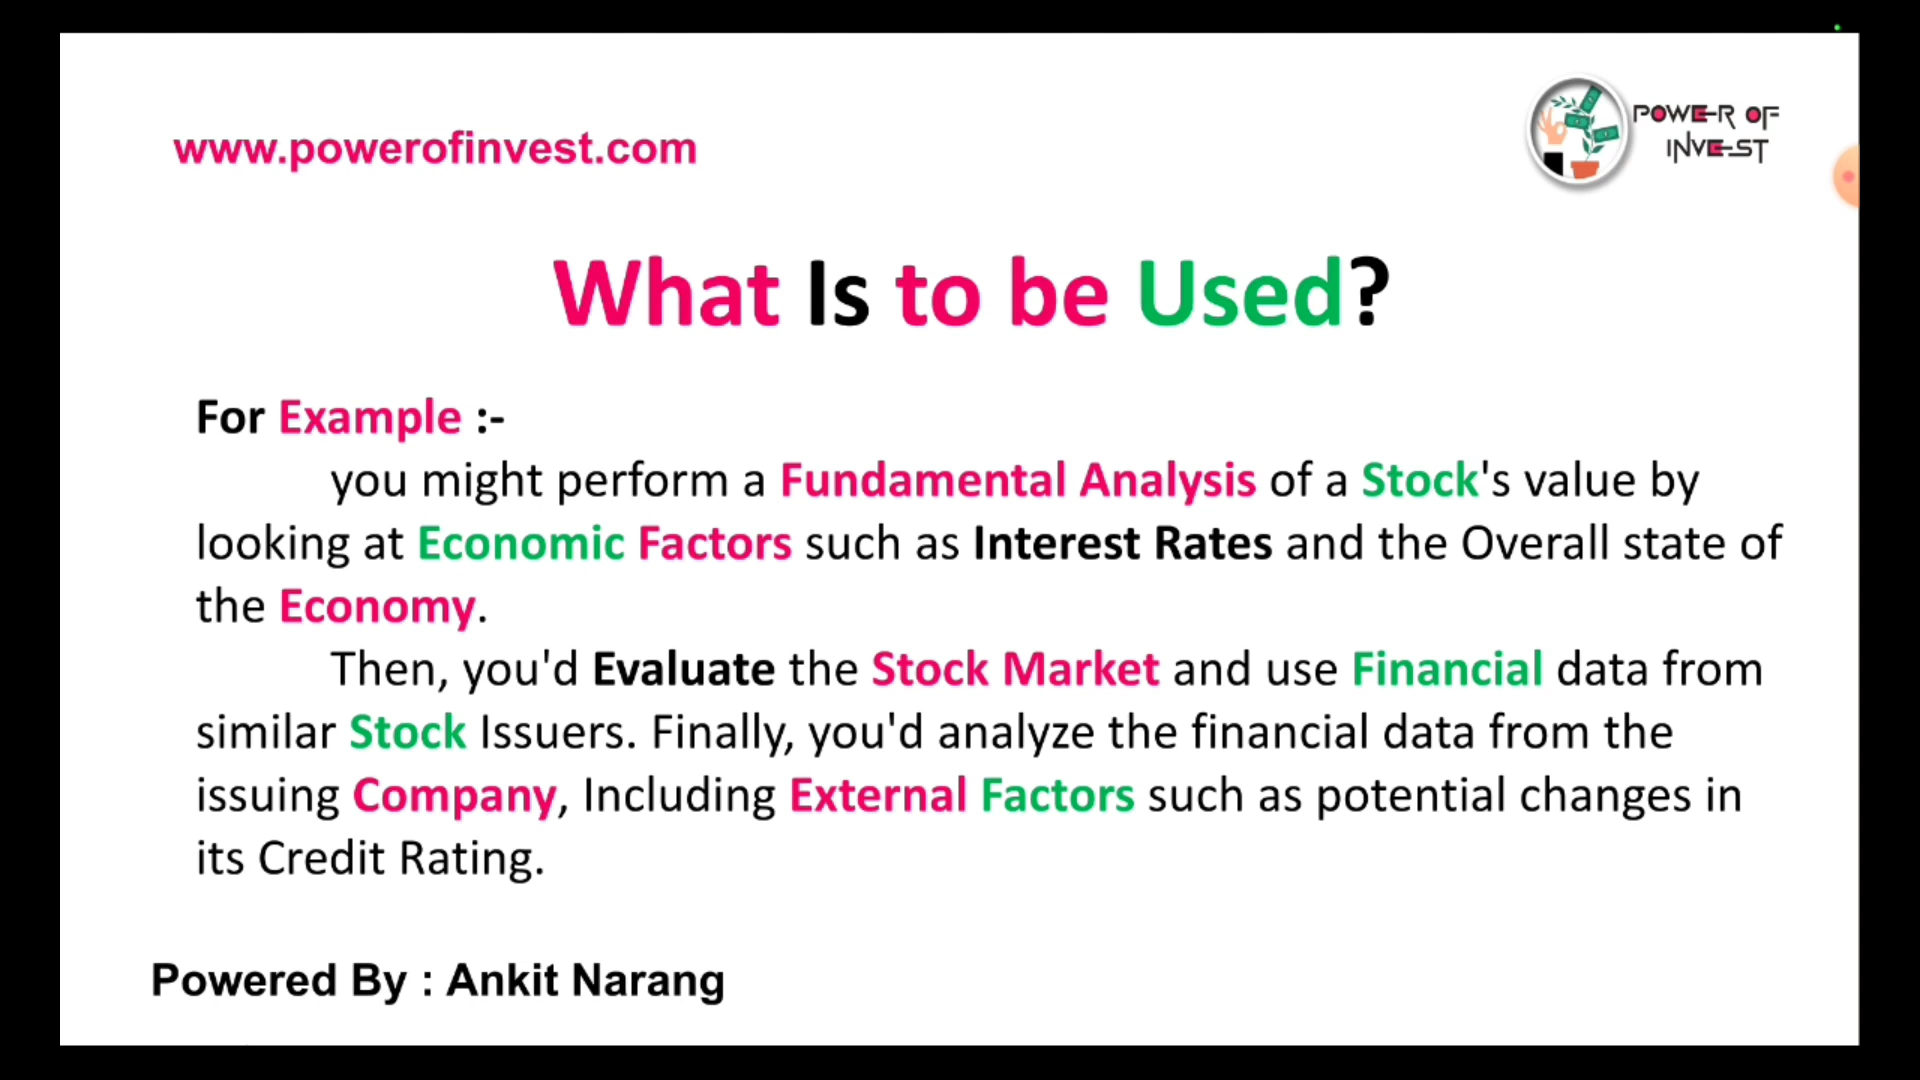 www.powerofinvest.com
POWER OF
INVEST
What Is to be Used?
For Example :-
you might perform a Fundamental Analysis of a Stock's value by
looking at Economic Factors such as Interest Rates and the Overall state of
the Economy.
Then, you'd Evaluate the Stock Market and use Financial data from
similar Stock Issuers. Finally, you'd analyze the financial data from the
issuing Company, Including External Factors such as potential changes in
its Credit Rating.
Powered By : Ankit Narang